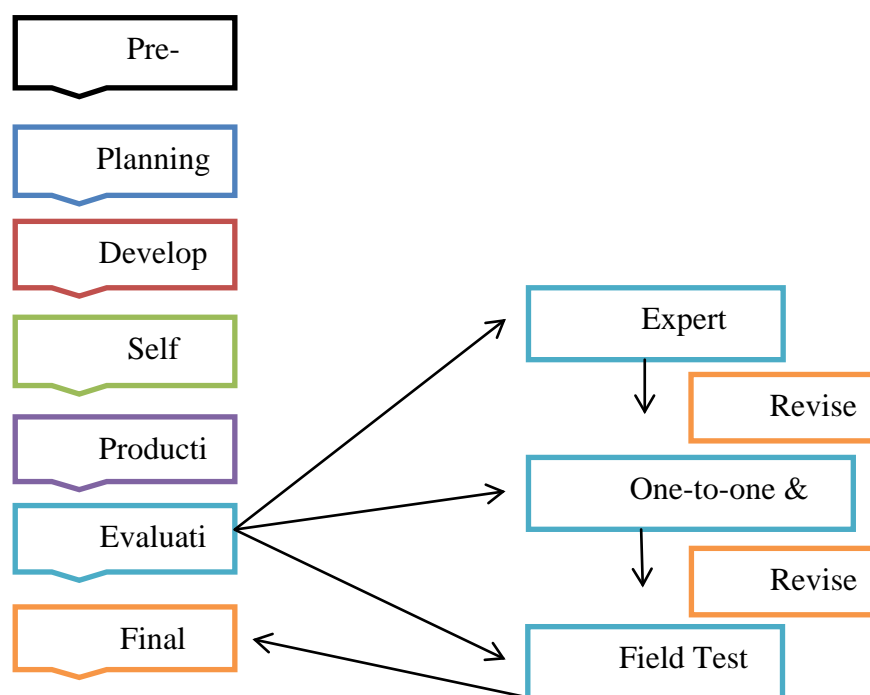 Pre-
Planning
Develop
Self
Producti
Evaluati
Final
Expert
Revise
One-to-one &
Revise
Field Test